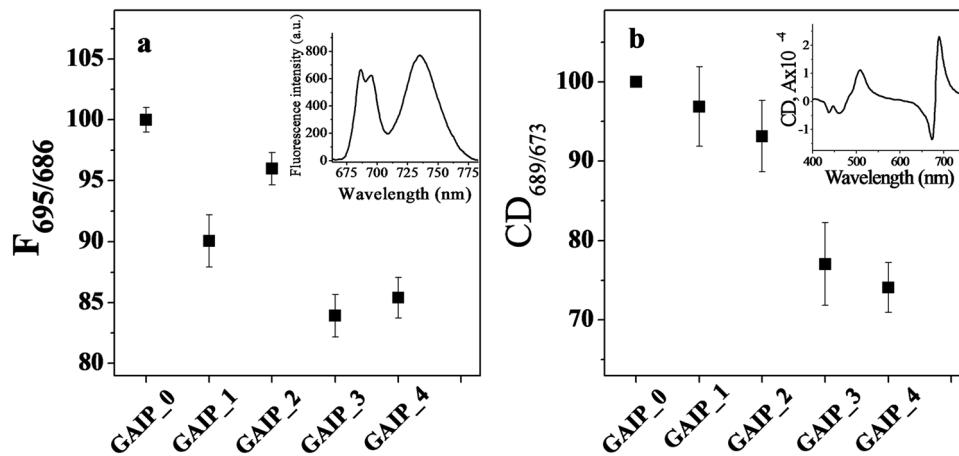 a
F695/686
105
100
95
90
85
80
GAIP_0
GAIP_1
GAIP_2
GAIP_3
GAIP_4
Fluorescence intensity (a.u.)
800
600
400
200
0
675 700 725 750 775
Wavelength (nm)
b
CD689/673
100
90
80
70
GAIP_0
GAIP_1
GAIP_2
GAIP_3
GAIP_4
CD, Ax10 -4
2
1
0
-1
400 500 600 700
Wavelength (nm)